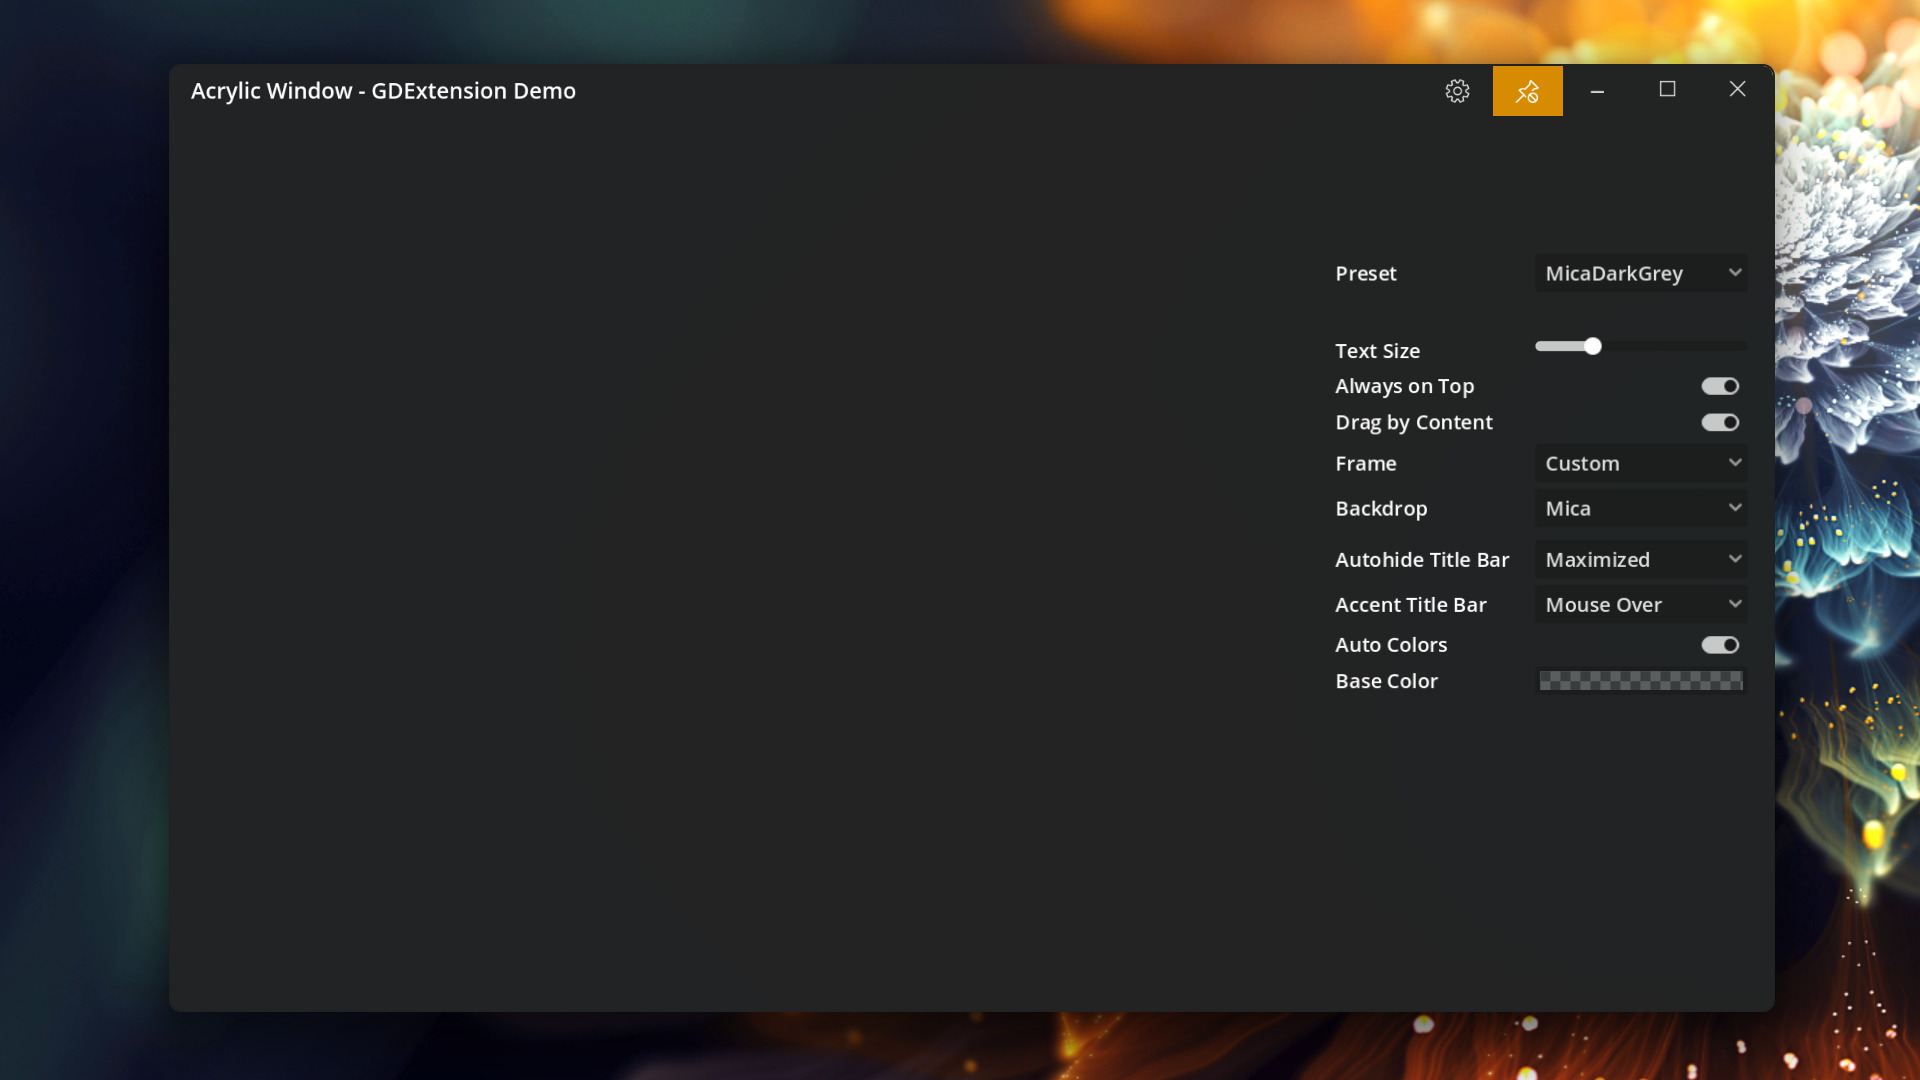 Acrylic Window - GDExtension Demo
Preset MicaDarkGrey
Text Size
Always on Top
Drag by Content
Frame Custom
Backdrop Mica
Autohide Title Bar Maximized
Accent Title Bar Mouse Over
Auto Colors
Base Color